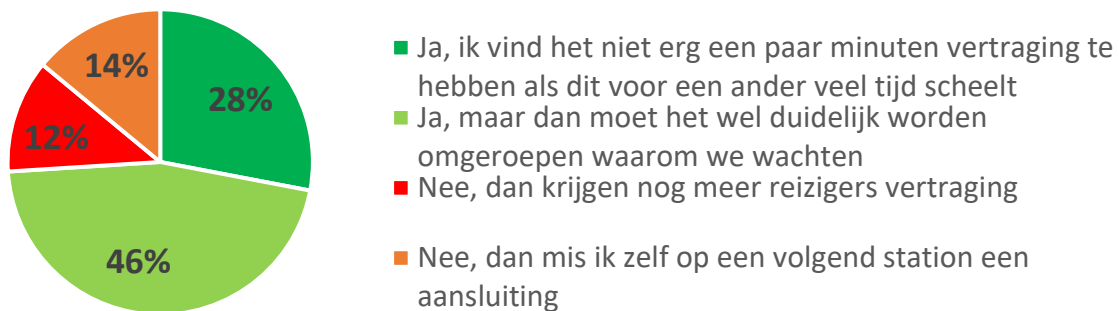 14%
28%
12%
46%
Ja, ik vind het niet erg een paar minuten vertraging te
hebben als dit voor een ander veel tijd scheelt
Ja, maar dan moet het wel duidelijk worden
omgeroepen waarom we wachten
Nee, dan krijgen nog meer reizigers vertraging
Nee, dan mis ik zelf op een volgend station een
aansluiting